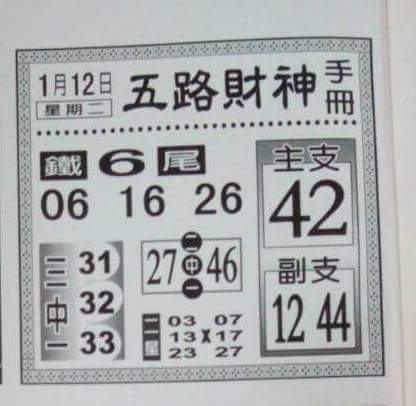 1月12日
星期二
五路財神
手冊
鐵6尾
06 16 26
主支
42
三中一
31
32
33
27 二中一 46
副支
12 44
二星
03 07
13 X 17
23 27